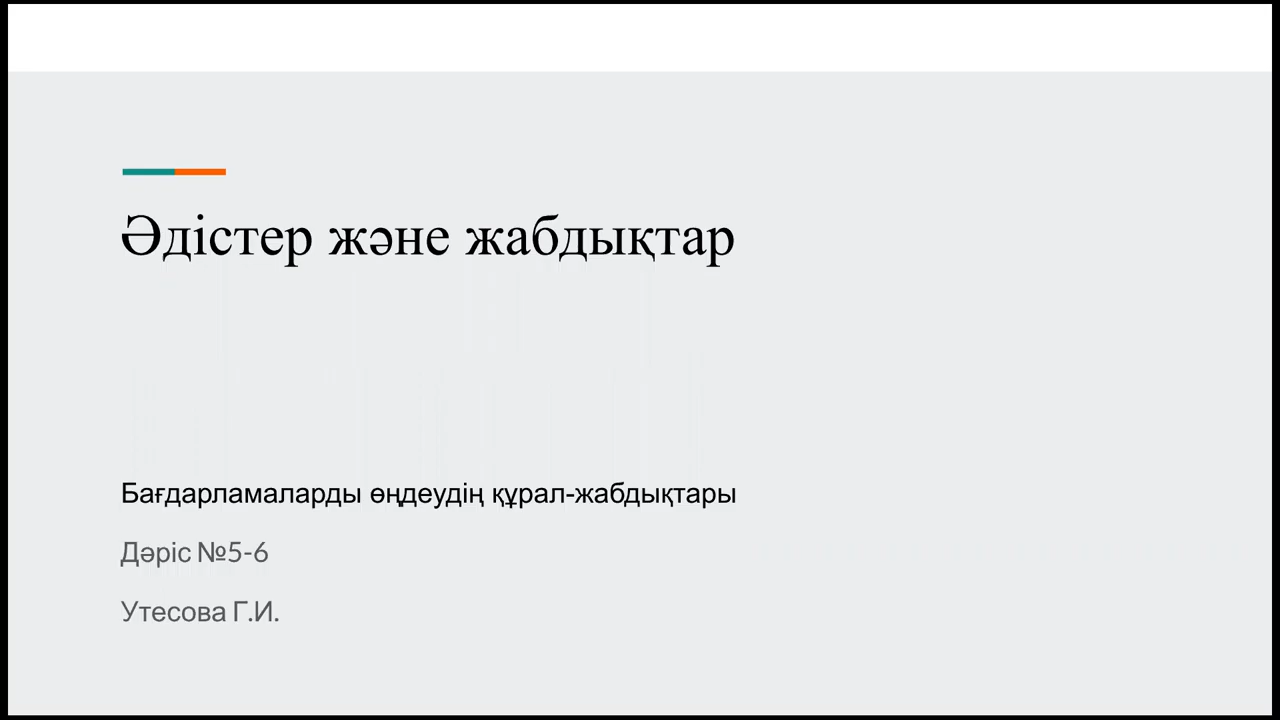 Әдістер және жабдықтар
Бағдарламаларды өңдеудің құрал-жабдықтары
Дәріс №5-6
Утесова Г.И.